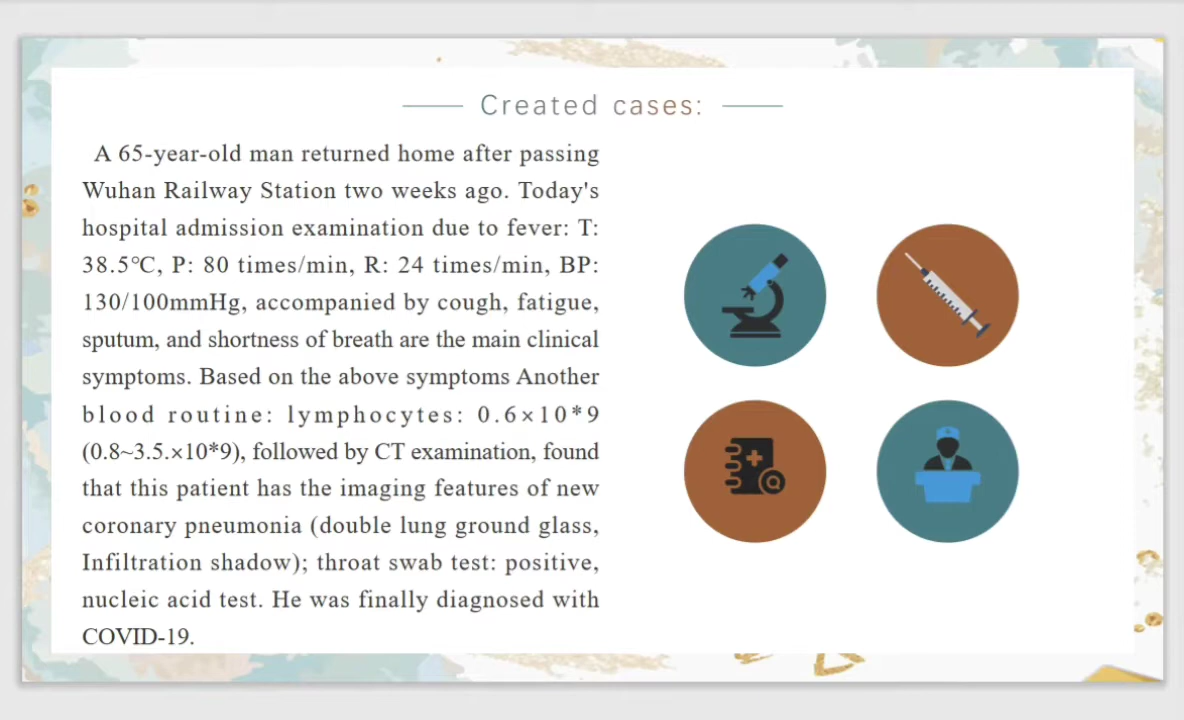 Created cases:
A 65-year-old man returned home after passing
Wuhan Railway Station two weeks ago. Today's
hospital admission examination due to fever: T:
38.5℃, P: 80 times/min, R: 24 times/min, BP:
130/100mmHg, accompanied by cough, fatigue,
sputum, and shortness of breath are the main clinical
symptoms. Based on the above symptoms Another
blood routine: lymphocytes: 0.6×10*9
(0.8~3.5.×10*9), followed by CT examination, found
that this patient has the imaging features of new
coronary pneumonia (double lung ground glass,
Infiltration shadow); throat swab test: positive,
nucleic acid test. He was finally diagnosed with
COVID-19.